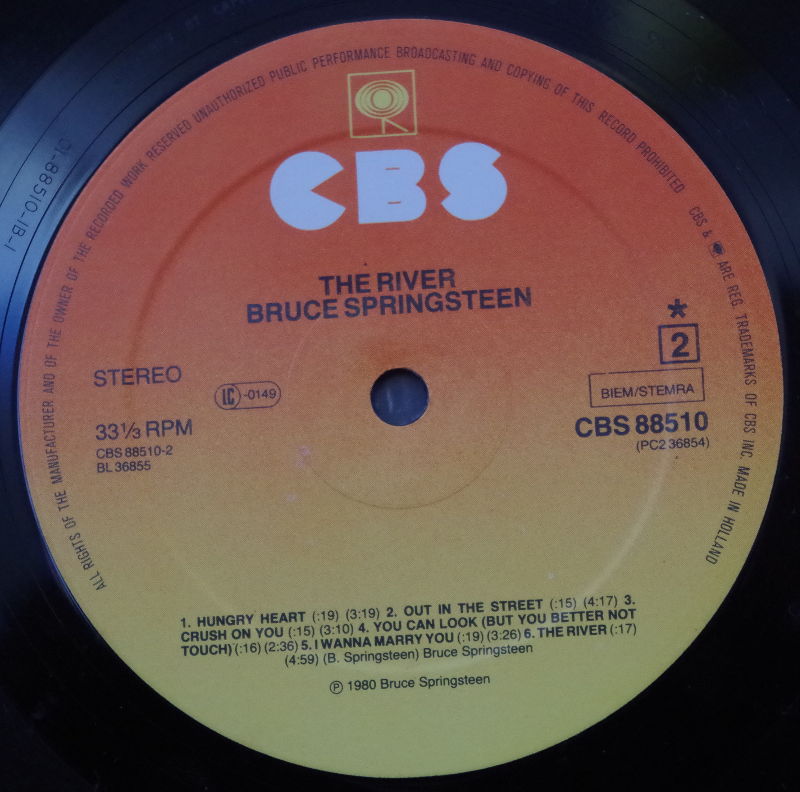 ALL RIGHTS OF THE MANUFACTURER AND OF THE OWNER OF THE RECORDED WORK RESERVED UNAUTHORIZED PUBLIC PERFORMANCE BROADCASTING AND COPYING OF THIS RECORD PROHIBITED
CBS & ARE REG. TRADEMARKS OF CBS INC. MADE IN HOLLAND
01-88510-1B-1
CBS
THE RIVER
BRUCE SPRINGSTEEN
STEREO
LC -0149
33 1/3 RPM
CBS 88510-2
BL 36855
*
2
BIEM/STEMRA
CBS 88510
(PC2 36854)
1. HUNGRY HEART (:19) (3:19) 2. OUT IN THE STREET (:15) (4:17) 3.
CRUSH ON YOU (:15) (3:10) 4. YOU CAN LOOK (BUT YOU BETTER NOT
TOUCH) (:16) (2:36) 5. I WANNA MARRY YOU (:19) (3:26) 6. THE RIVER (:17)
(4:59) (B. Springsteen) Bruce Springsteen
℗ 1980 Bruce Springsteen